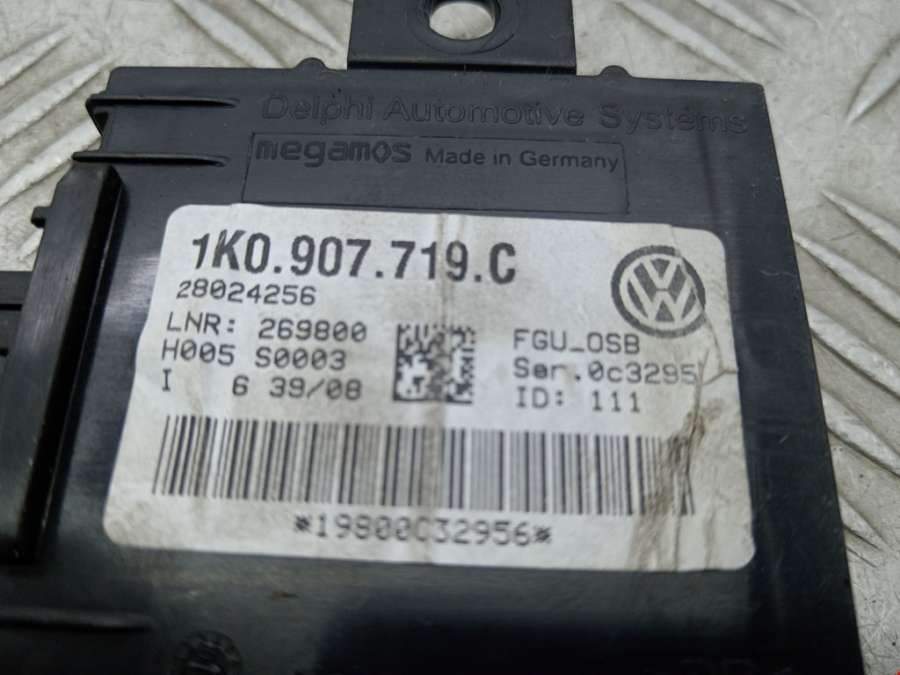 Delphi Automotive Systems
megamos Made in Germany
1K0.907.719.C
28024256
LNR: 269800
H005 S0003
I 6 39/08
FGU_OSB
Ser.0c3295
ID: 111
*19800C32956*